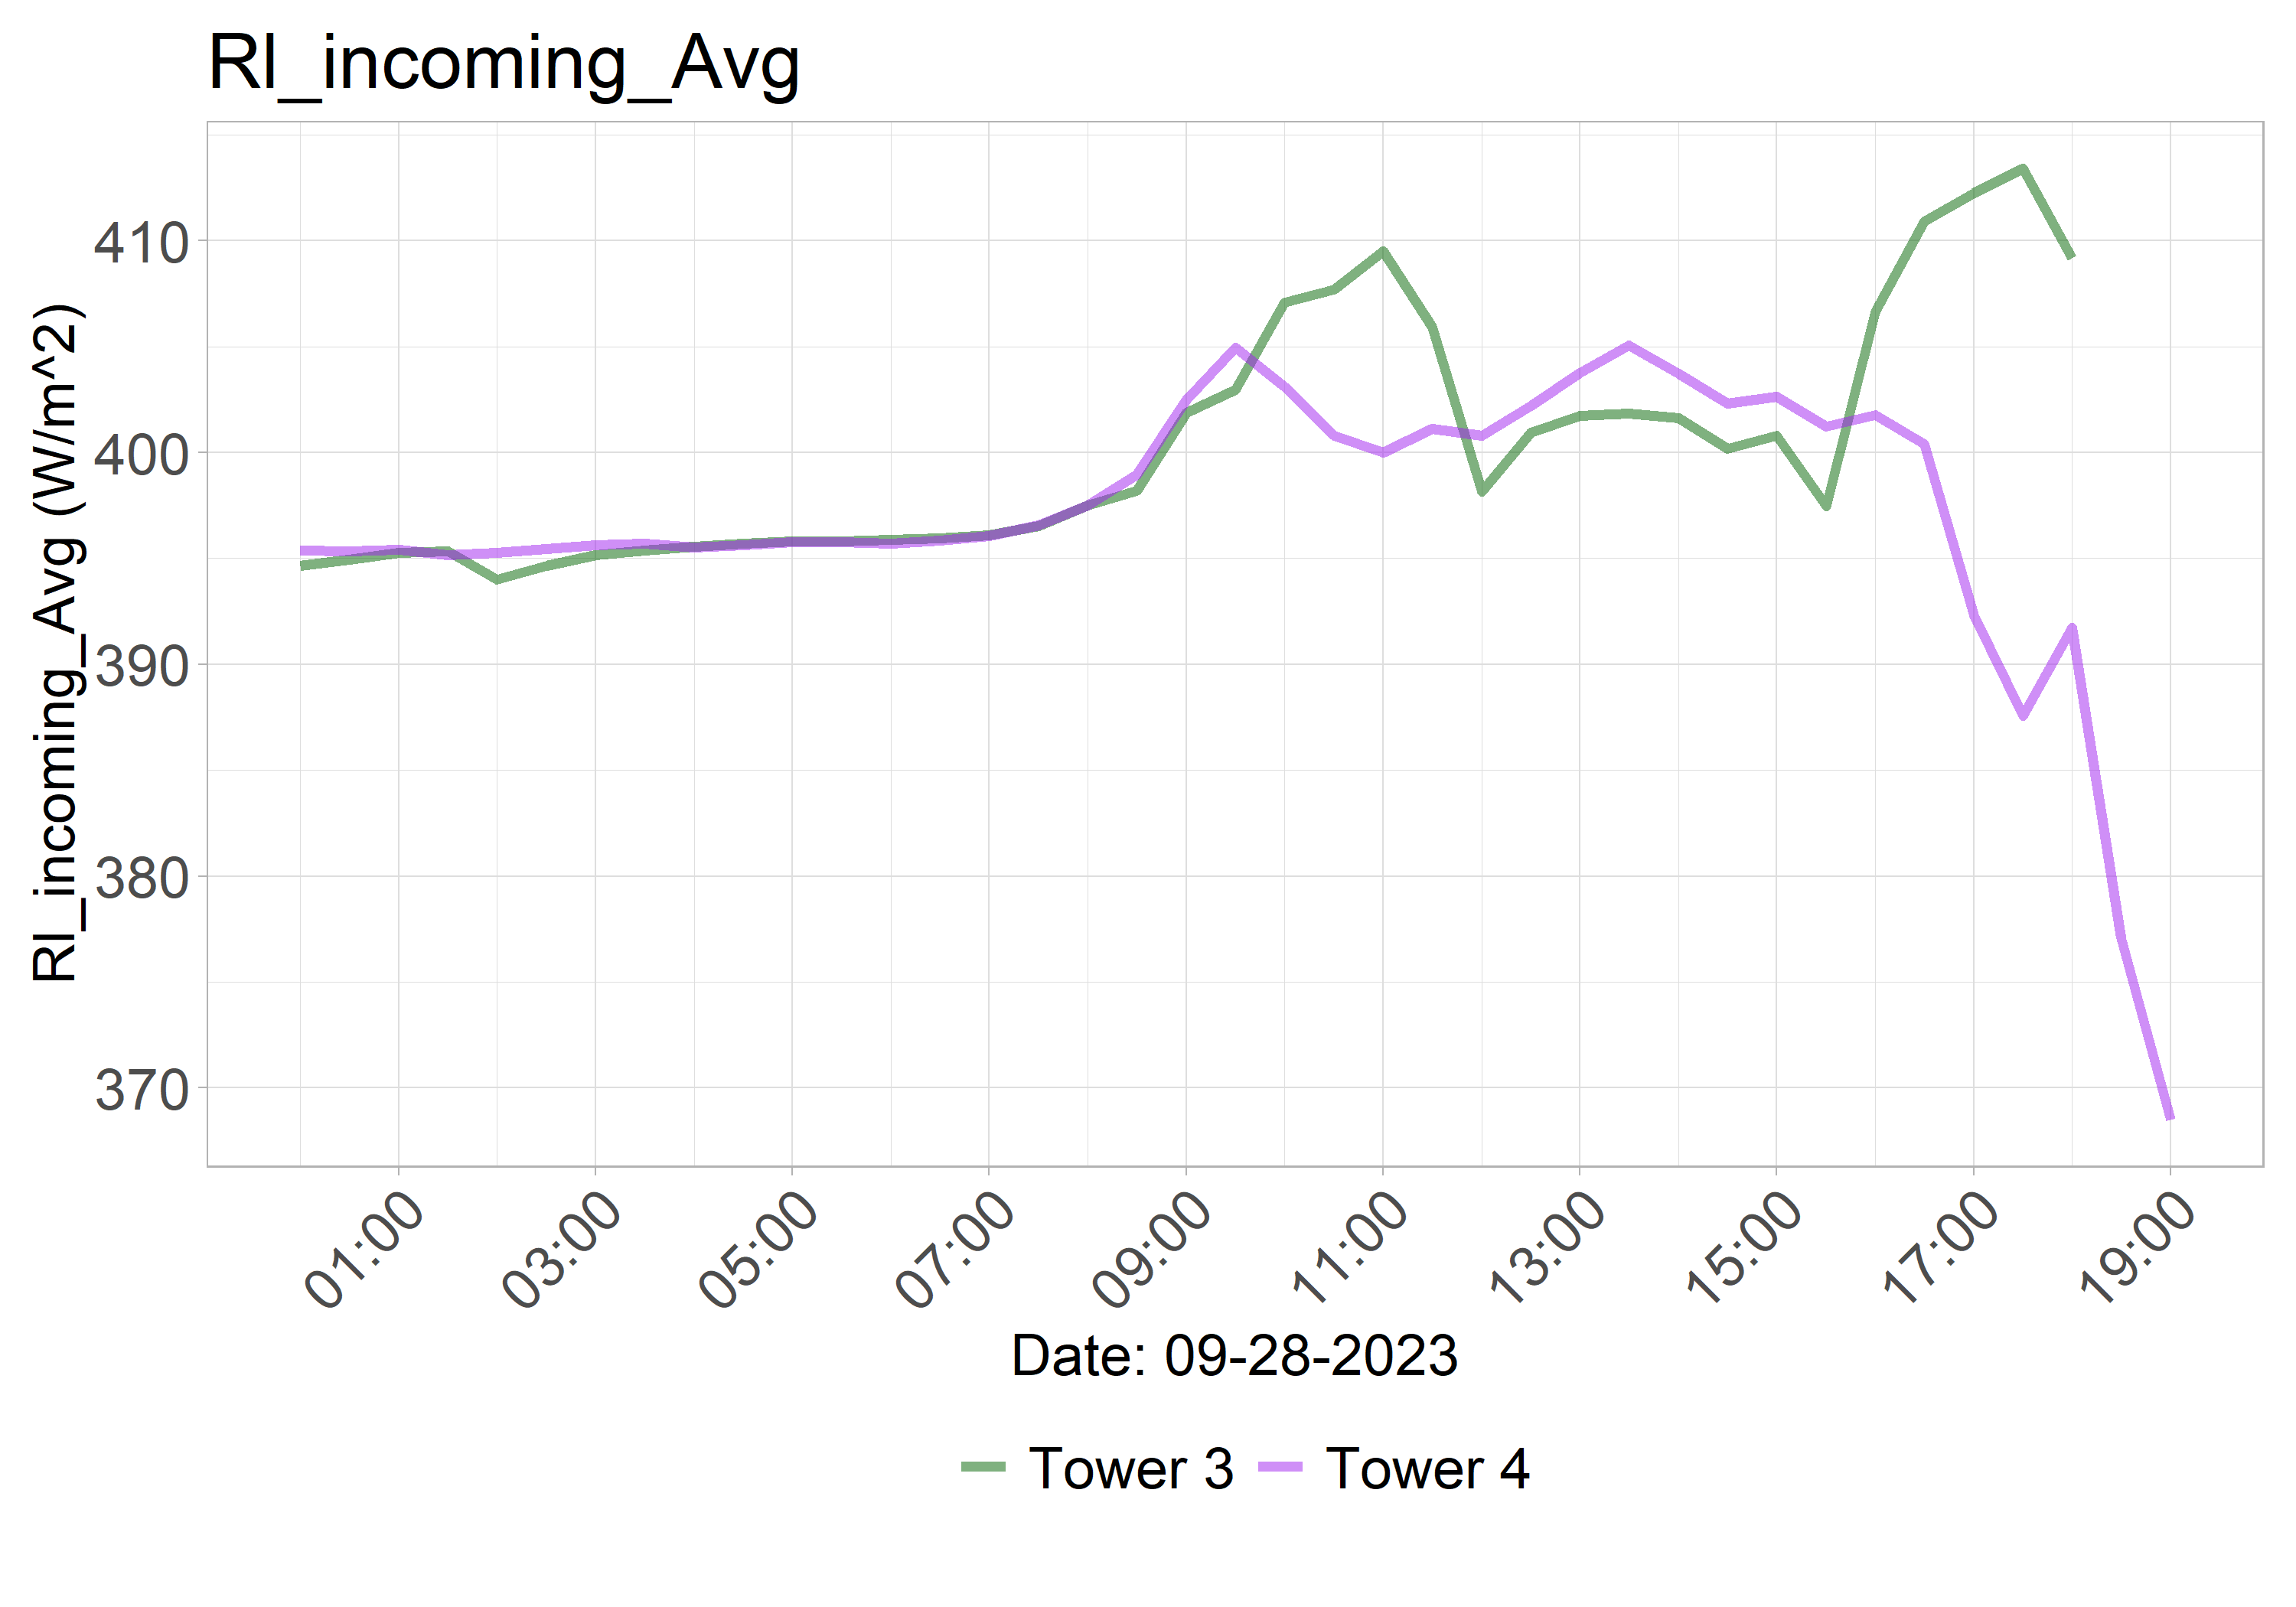 Rl_incoming_Avg
Rl_incoming_Avg (W/m^2)
410
400
390
380
370
01:00 03:00 05:00 07:00 09:00 11:00 13:00 15:00 17:00 19:00
Date: 09-28-2023
Tower 3 Tower 4